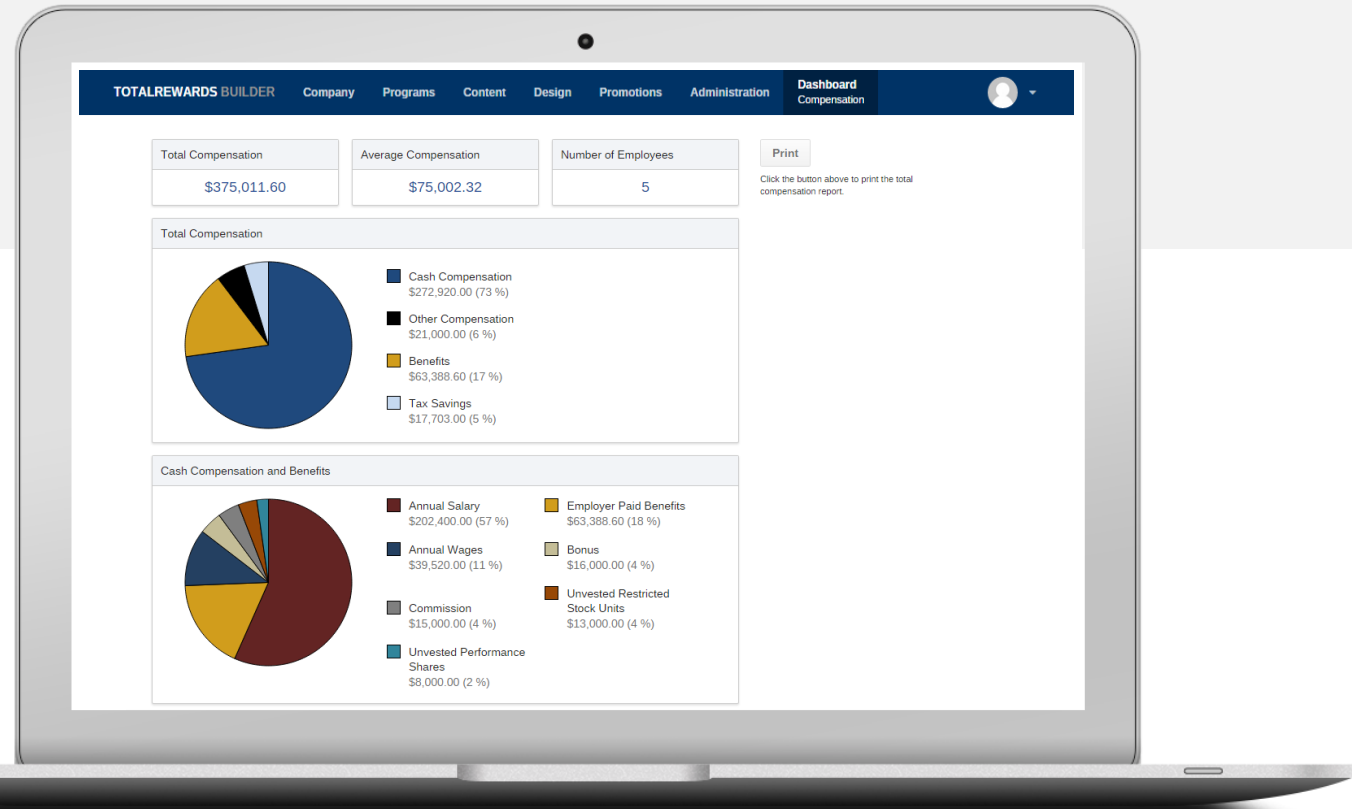 TOTALREWARDS BUILDER Company Programs Content Design Promotions Administration Dashboard
Compensation
Total Compensation
$375,011.60
Average Compensation
$75,002.32
Number of Employees
5
Print
Click the button above to print the total
compensation report.
Total Compensation
Cash Compensation
$272,920.00 (73 %)
Other Compensation
$21,000.00 (6 %)
Benefits
$63,388.60 (17 %)
Tax Savings
$17,703.00 (5 %)
Cash Compensation and Benefits
Annual Salary
$202,400.00 (57 %)
Employer Paid Benefits
$63,388.60 (18 %)
Annual Wages
$39,520.00 (11 %)
Bonus
$16,000.00 (4 %)
Commission
$15,000.00 (4 %)
Unvested Restricted
Stock Units
$13,000.00 (4 %)
Unvested Performance
Shares
$8,000.00 (2 %)